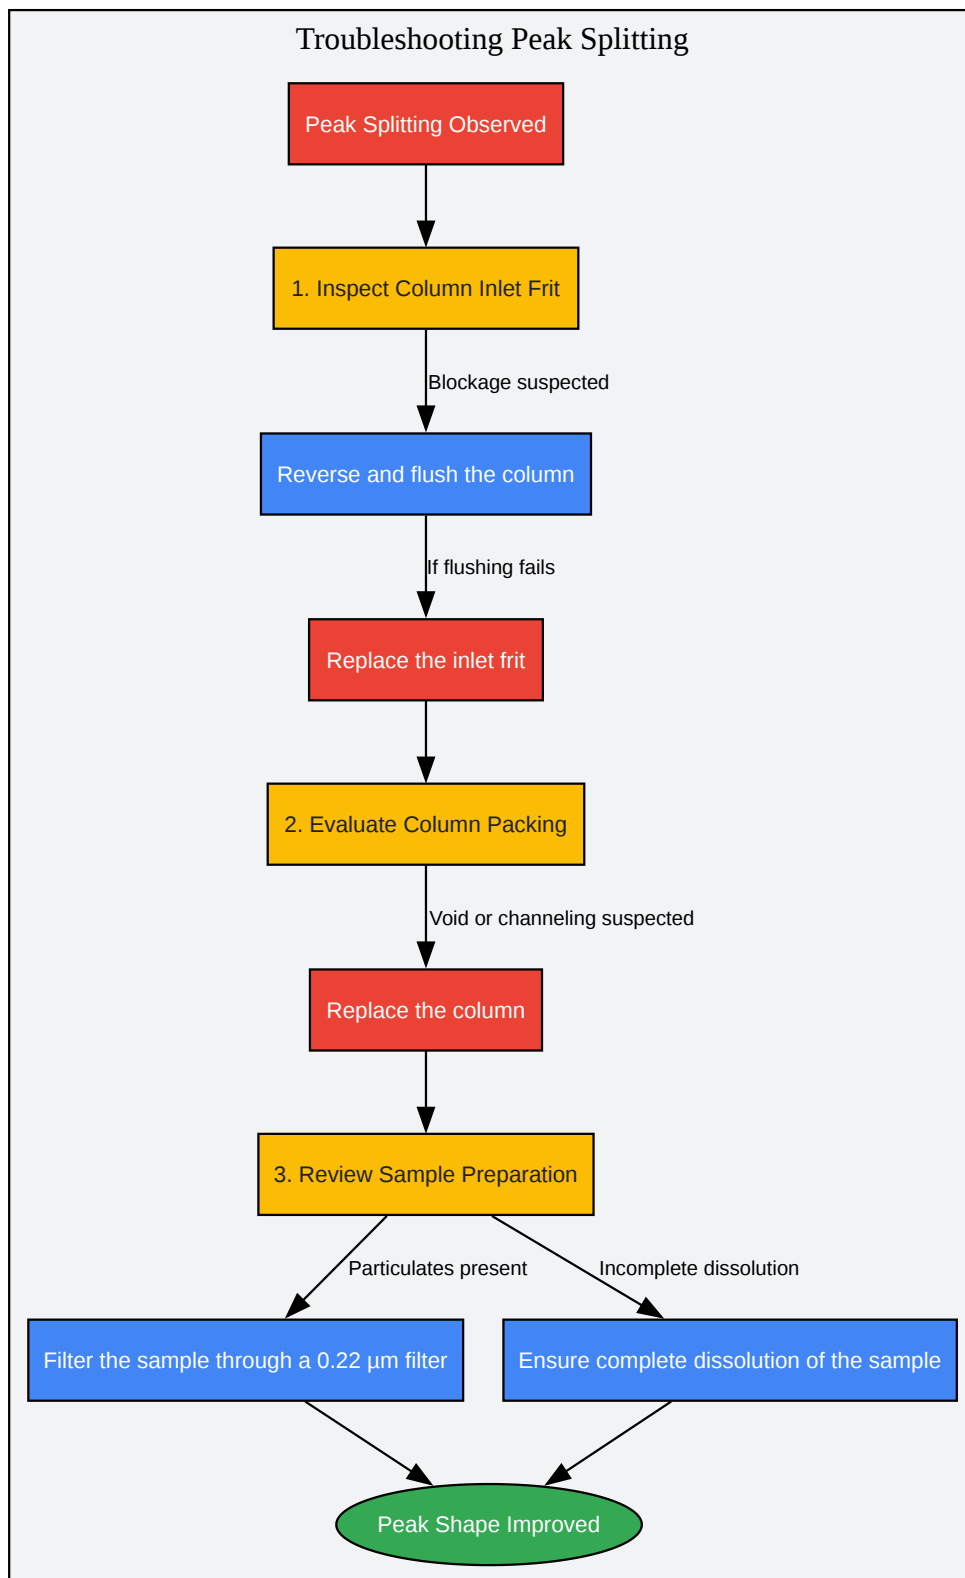 Troubleshooting Peak Splitting
Peak Splitting Observed
1. Inspect Column Inlet Frit
Blockage suspected
Reverse and flush the column
If flushing fails
Replace the inlet frit
2. Evaluate Column Packing
Void or channeling suspected
Replace the column
3. Review Sample Preparation
Particulates present
Incomplete dissolution
Filter the sample through a 0.22 µm filter
Ensure complete dissolution of the sample
Peak Shape Improved